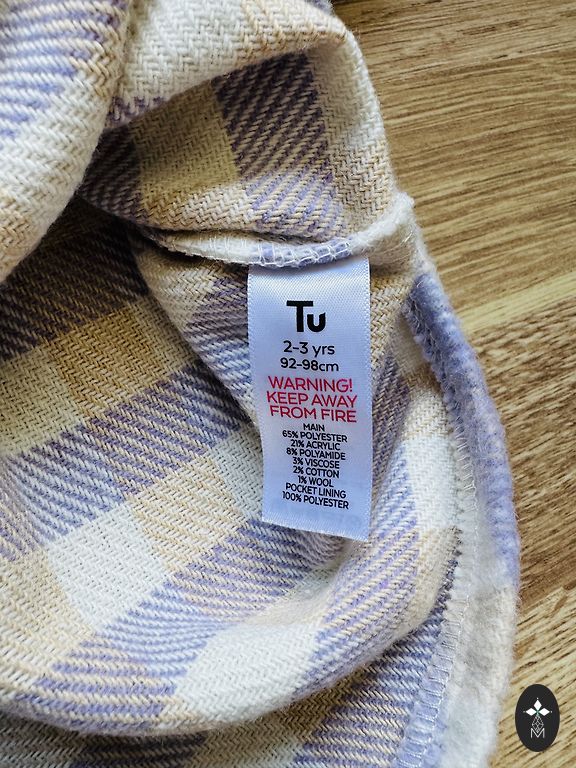 Tu
2-3 yrs
92-98cm
WARNING!
KEEP AWAY
FROM FIRE
MAIN
65% POLYESTER
21% ACRYLIC
8% POLYAMIDE
3% VISCOSE
2% COTTON
1% WOOL
POCKET LINING
100% POLYESTER